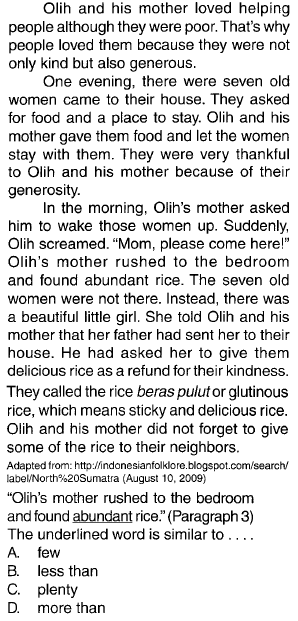 Olih and his mother loved helping
people although they were poor. That's why
people loved them because they were not
only kind but also generous.
One evening, there were seven old
women came to their house. They asked
for food and a place to stay. Olih and his
mother gave them food and let the women
stay with them. They were very thankful
to Olih and his mother because of their
generosity.
In the morning, Olih's mother asked
him to wake those women up. Suddenly,
Olih screamed. “Mom, please come here!”
Olih's mother rushed to the bedroom
and found abundant rice. The seven old
women were not there. Instead, there was
a beautiful little girl. She told Olih and his
mother that her father had sent her to their
house. He had asked her to give them
delicious rice as a refund for their kindness.
They called the rice beras pulut or glutinous
rice, which means sticky and delicious rice.
Olih and his mother did not forget to give
some of the rice to their neighbors.
Adapted from: http://indonesianfolklore.blogspot.com/search/
label/North%20Sumatra (August 10, 2009)
“Olih's mother rushed to the bedroom
and found abundant rice.” (Paragraph 3)
The underlined word is similar to . . . .
A. few
B. less than
C. plenty
D. more than